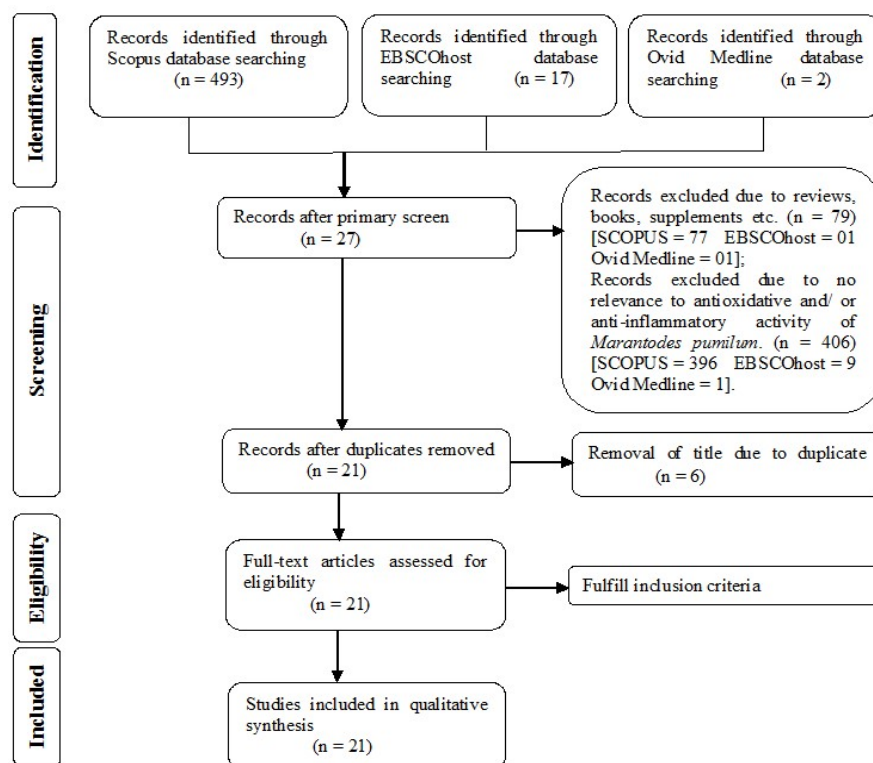 Identification
Records identified through
Scopus database searching
(n = 493)
Records identified through
EBSCOhost database
searching (n = 17)
Records identified through
Ovid Medline database
searching (n = 2)
Screening
Records after primary screen
(n = 27)
Records excluded due to reviews,
books, supplements etc. (n = 79)
[SCOPUS = 77 EBSCOhost = 01
Ovid Medline = 01];
Records excluded due to no
relevance to antioxidative and/ or
anti-inflammatory activity of
Marantodes pumilum. (n = 406)
[SCOPUS = 396 EBSCOhost = 9
Ovid Medline = 1].
Records after duplicates removed
(n = 21)
Removal of title due to duplicate
(n = 6)
Eligibility
Full-text articles assessed for
eligibility
(n = 21)
Fulfill inclusion criteria
Included
Studies included in qualitative
synthesis
(n = 21)